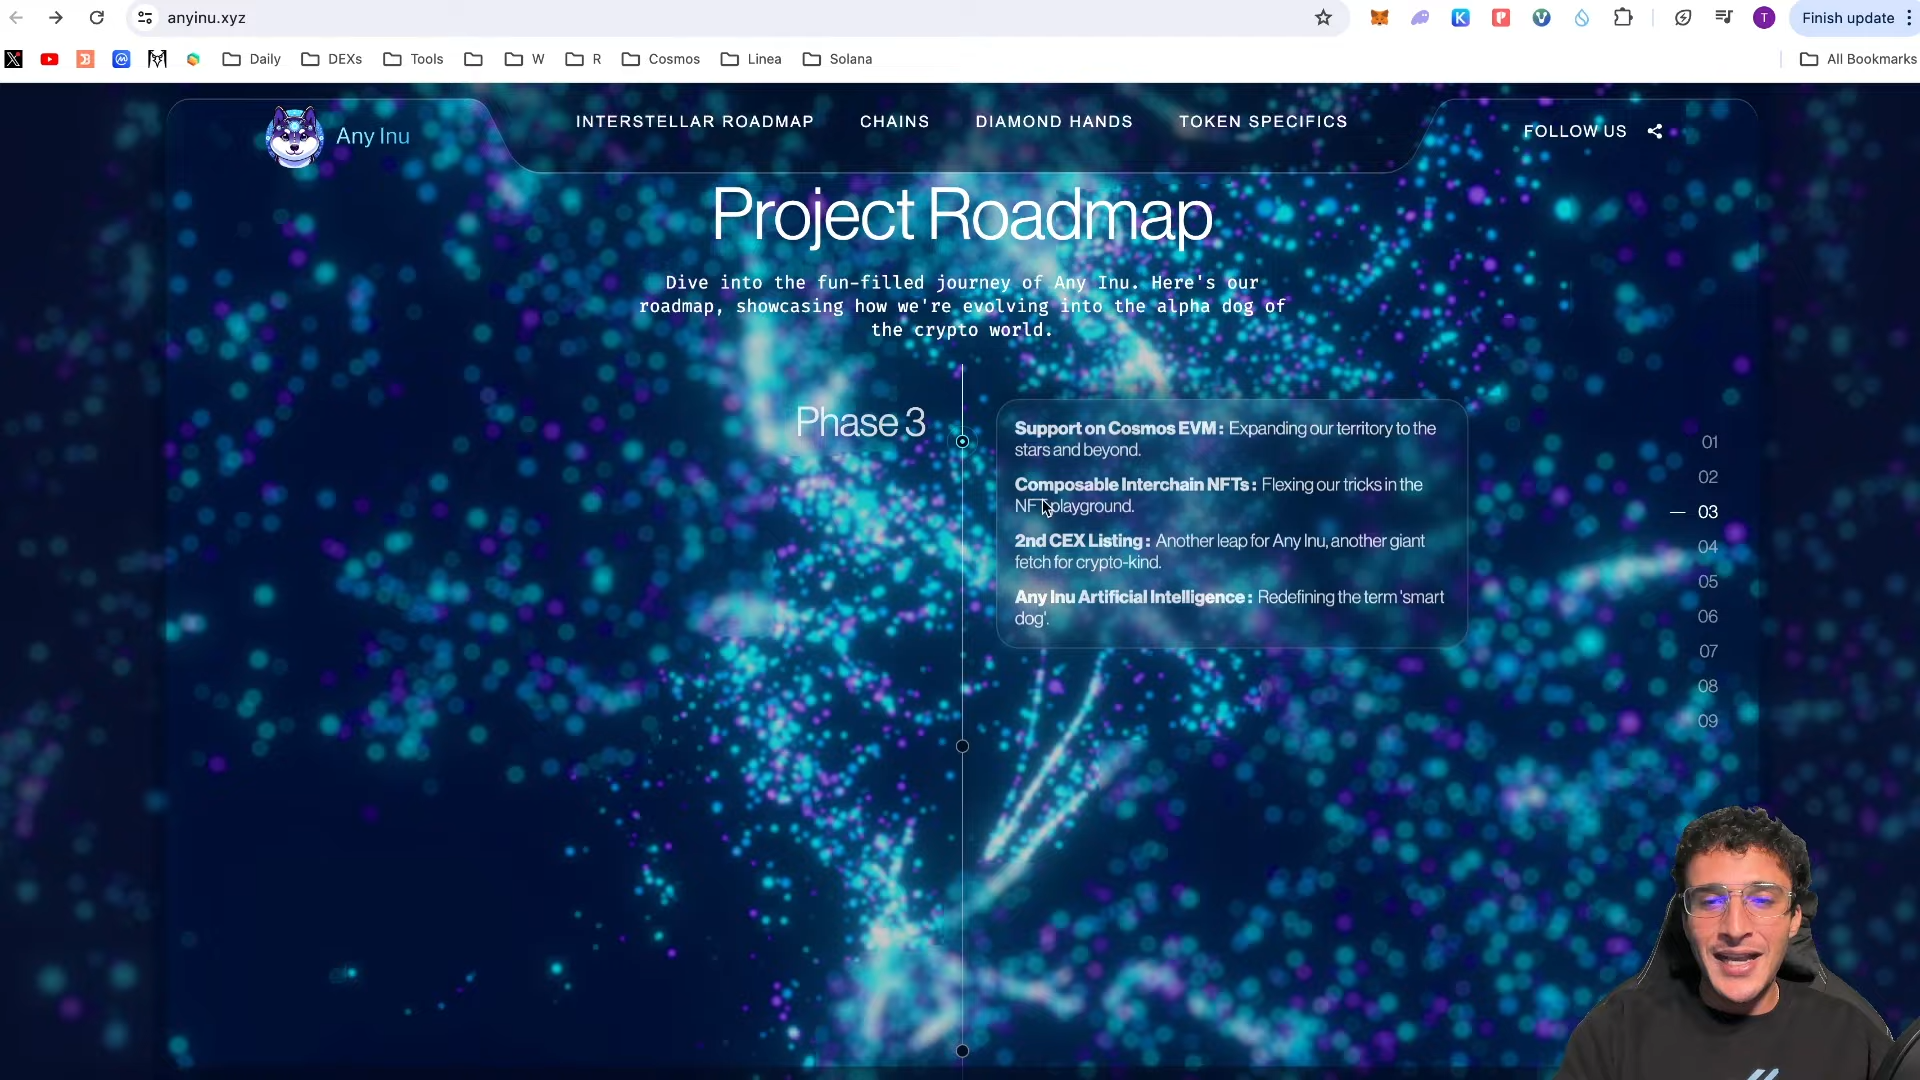 anyinu.xyz
Finish update
Daily
DEXs
Tools
W
R
Cosmos
Linea
Solana
All Bookmarks
Any Inu
INTERSTELLAR ROADMAP
CHAINS
DIAMOND HANDS
TOKEN SPECIFICS
FOLLOW US
Project Roadmap
Dive into the fun-filled journey of Any Inu. Here's our
roadmap, showcasing how we're evolving into the alpha dog of
the crypto world.
Phase 3
Support on Cosmos EVM: Expanding our territory to the
stars and beyond.
Composable Interchain NFTs: Flexing our tricks in the
NFT playground.
2nd CEX Listing: Another leap for Any Inu, another giant
fetch for crypto-kind.
Any Inu Artificial Intelligence: Redefining the term 'smart
dog'.
01
02
03
04
05
06
07
08
09